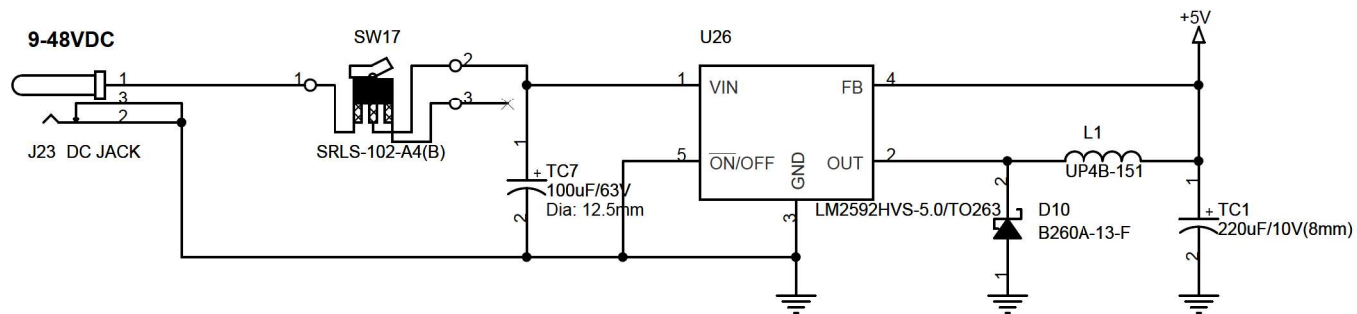 +5V
9-48VDC
SW17
U26
1
3
2
J23 DC JACK
1
2
3
SRLS-102-A4(B)
1
2
TC7
100uF/63V
Dia: 12.5mm
1
VIN
FB
4
5
ON/OFF
GND
OUT
2
3
LM2592HVS-5.0/TO263
L1
UP4B-151
2
1
D10
B260A-13-F
1
2
+
TC1
220uF/10V(8mm)
+